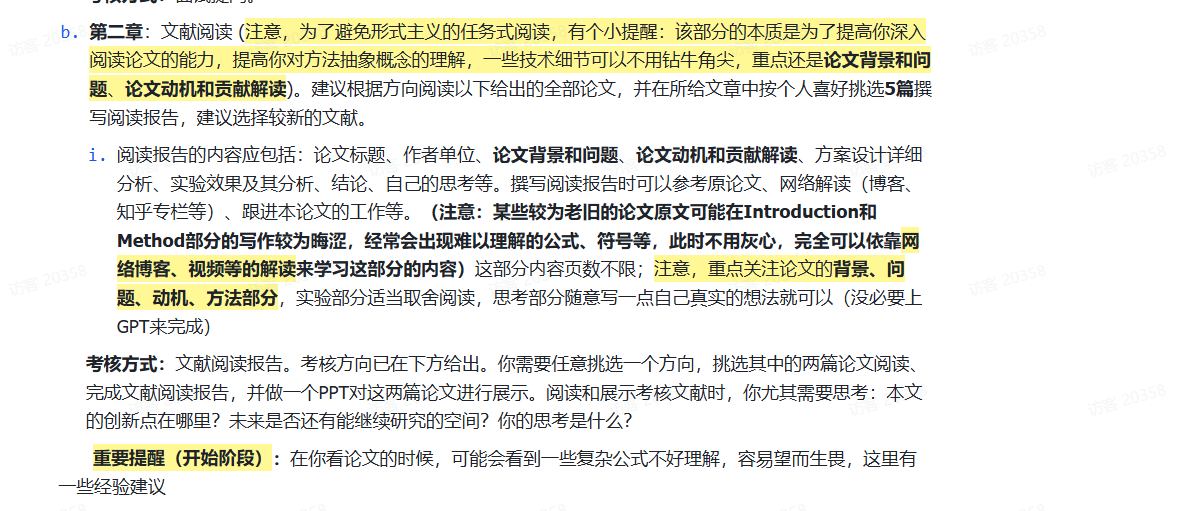 b. 第二章：文献阅读 (注意，为了避免形式主义的任务式阅读，有个小提醒：该部分的本质是为了提高你深入
阅读论文的能力，提高你对方法抽象概念的理解，一些技术细节可以不用钻牛角尖，重点还是论文背景和问
题、论文动机和贡献解读)。建议根据方向阅读以下给出的全部论文，并在所给文章中按个人喜好挑选5篇撰
写阅读报告，建议选择较新的文献。
i. 阅读报告的内容应包括：论文标题、作者单位、论文背景和问题、论文动机和贡献解读、方案设计详细
分析、实验效果及其分析、结论、自己的思考等。撰写阅读报告时可以参考原论文、网络解读（博客、
知乎专栏等）、跟进本论文的工作等。（注意：某些较为老旧的论文原文可能在Introduction和
Method部分的写作较为晦涩，经常会出现难以理解的公式、符号等，此时不用灰心，完全可以依靠网
络博客、视频等的解读来学习这部分的内容）这部分内容页数不限；注意，重点关注论文的背景、问
题、动机、方法部分，实验部分适当取舍阅读，思考部分随意写一点自己真实的想法就可以（没必要上
GPT来完成）
考核方式：文献阅读报告。考核方向已在下方给出。你需要任意挑选一个方向，挑选其中的两篇论文阅读、
完成文献阅读报告，并做一个PPT对这两篇论文进行展示。阅读和展示考核文献时，你尤其需要思考：本文
的创新点在哪里？未来是否还有能继续研究的空间？你的思考是什么？
重要提醒（开始阶段）：在你看论文的时候，可能会看到一些复杂公式不好理解，容易望而生畏，这里有
一些经验建议
访客 20358
访客 20358
访客 20358
访客 20358
访客 20358